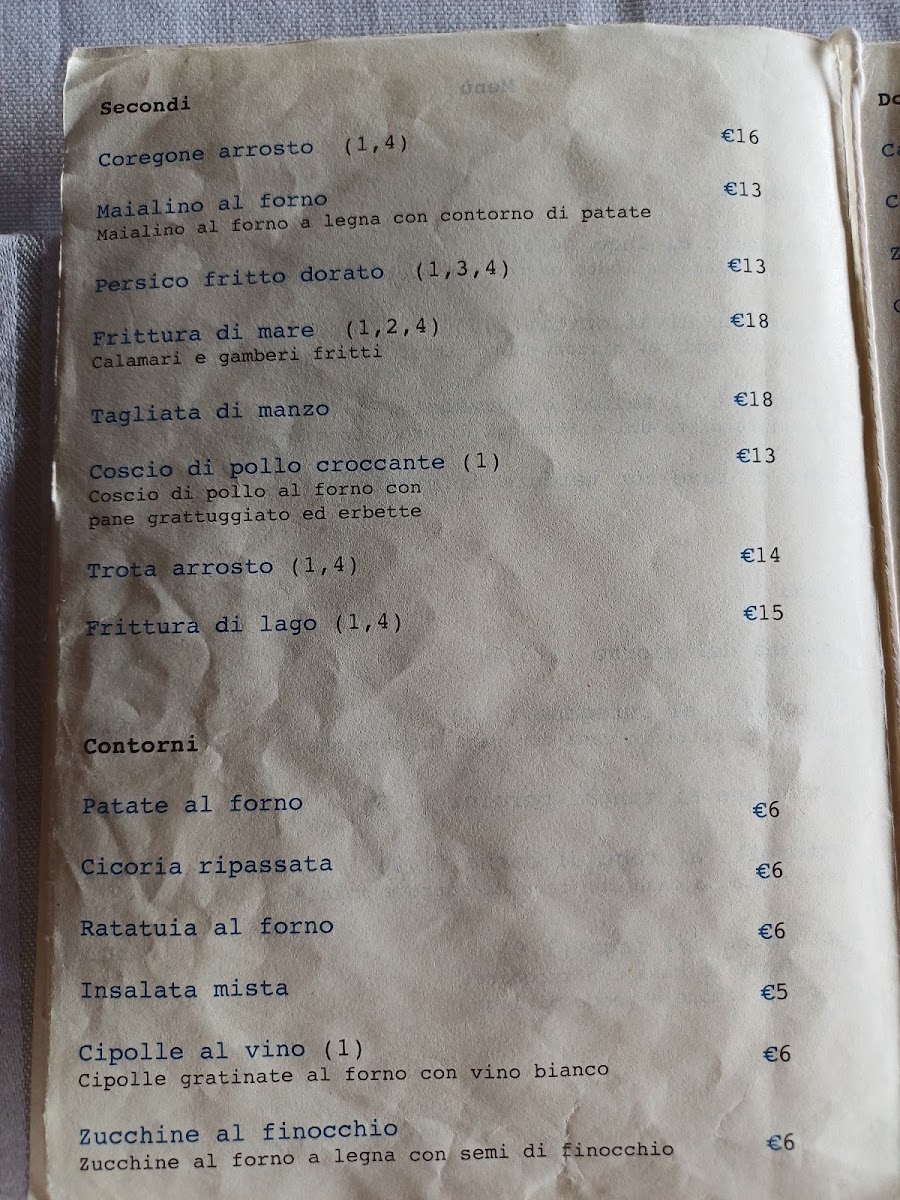 Secondi
Coregone arrosto (1,4) €16
Maialino al forno €13
Maialino al forno a legna con contorno di patate
Persico fritto dorato (1,3,4) €13
Frittura di mare (1,2,4) €18
Calamari e gamberi fritti
Tagliata di manzo €18
Coscio di pollo croccante (1) €13
Coscio di pollo al forno con
pane grattuggiato ed erbette
Trota arrosto (1,4) €14
Frittura di lago (1,4) €15
Contorni
Patate al forno €6
Cicoria ripassata €6
Ratatuia al forno €6
Insalata mista €5
Cipolle al vino (1) €6
Cipolle gratinate al forno con vino bianco
Zucchine al finocchio €6
Zucchine al forno a legna con semi di finocchio